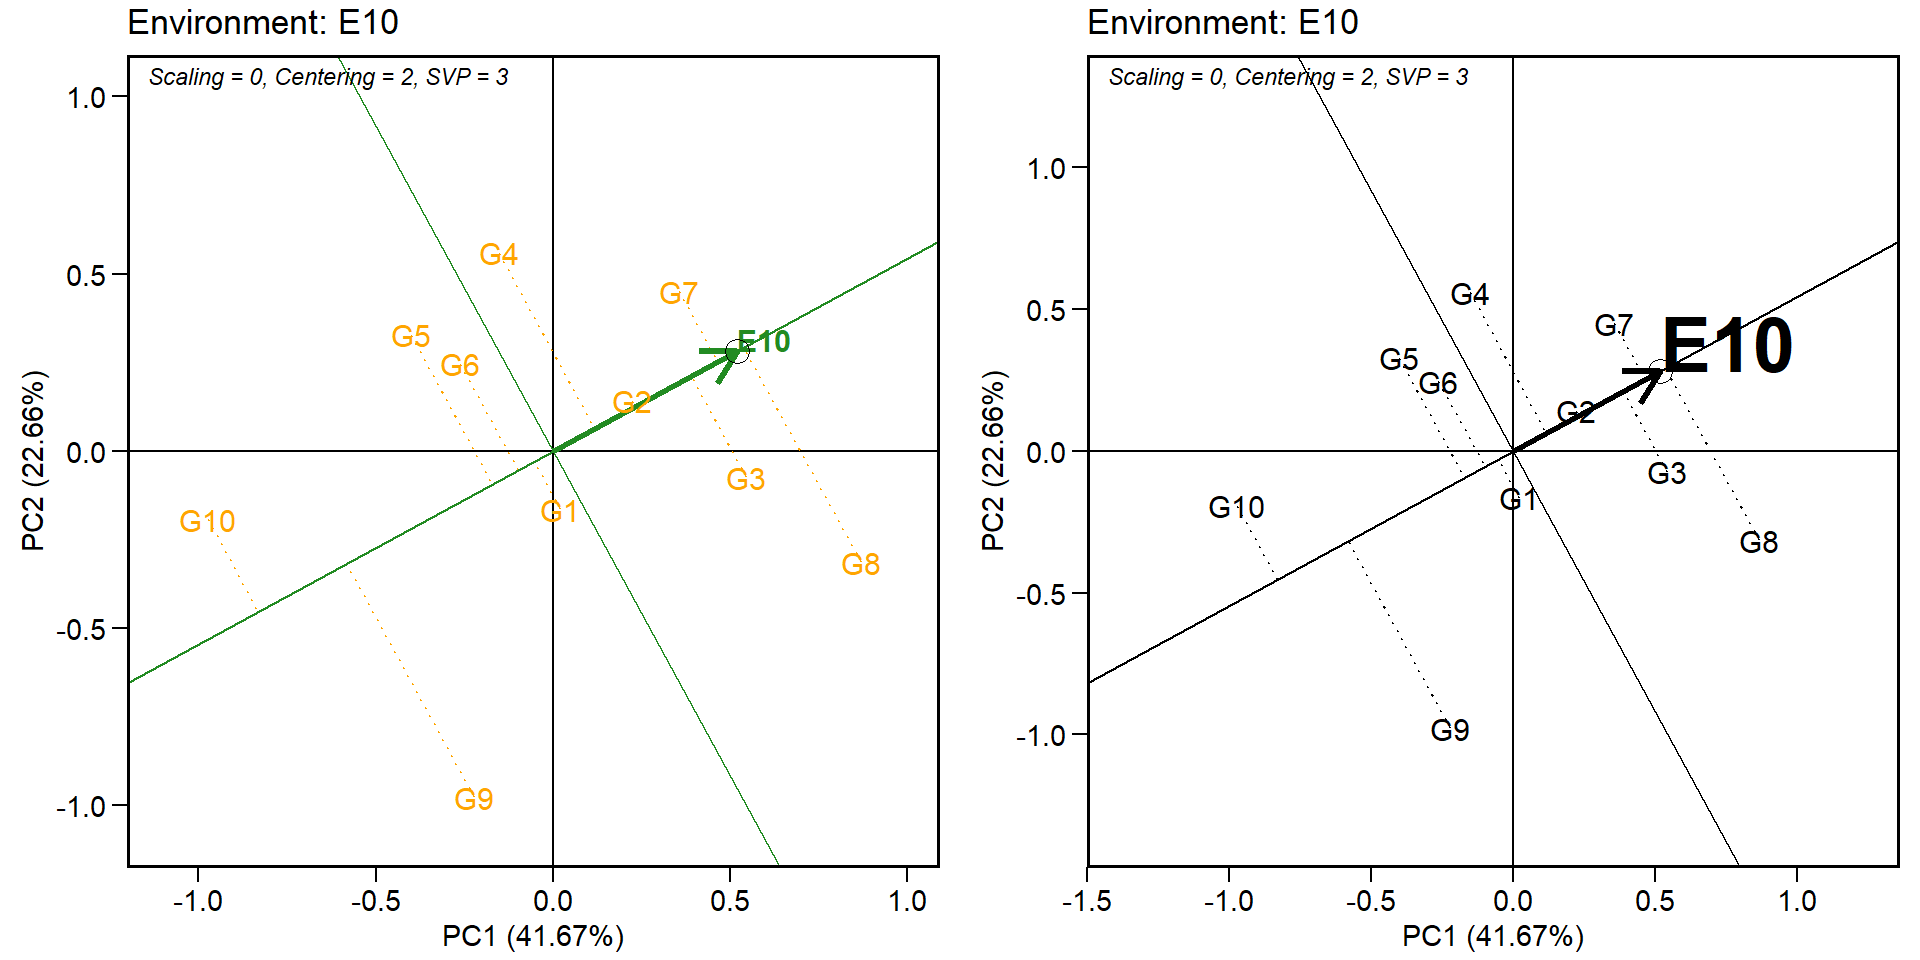 Environment: E10
Scaling = 0, Centering = 2, SVP = 3
1.0
0.5
0.0
-0.5
-1.0
PC2 (22.66%)
G4
G7
G5
E10
G6
G2
G3
G1
G10
G8
G9
-1.0
-0.5
0.0
0.5
1.0
PC1 (41.67%)
Environment: E10
Scaling = 0, Centering = 2, SVP = 3
1.0
0.5
0.0
-0.5
-1.0
PC2 (22.66%)
G4
G7
E10
G5
G6
G2
G3
G1
G10
G8
G9
-1.5
-1.0
-0.5
0.0
0.5
1.0
PC1 (41.67%)